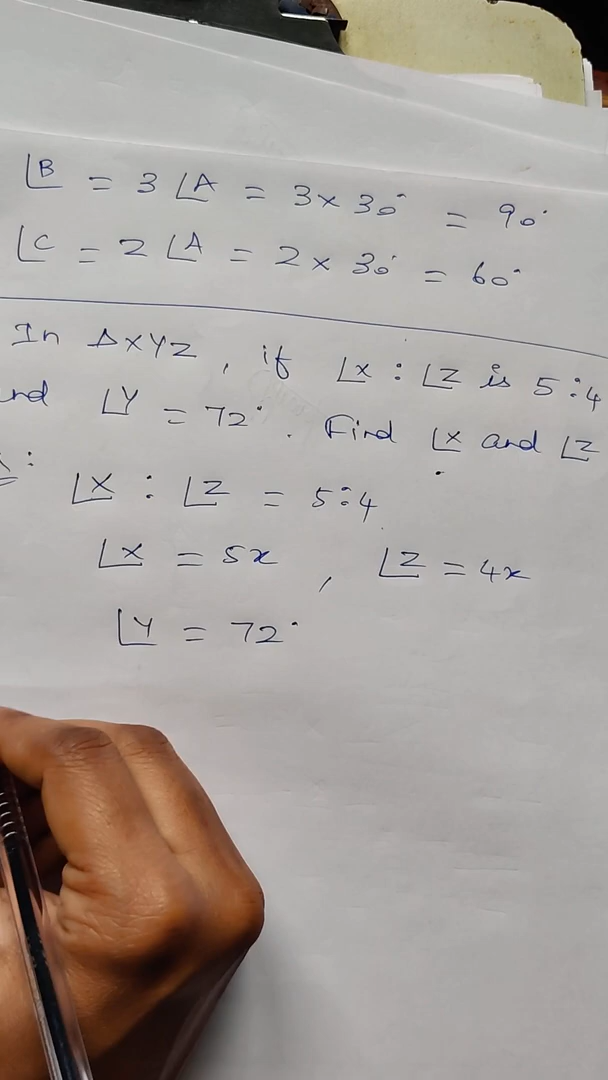 ∠B = 3 ∠A = 3 × 30° = 90°
∠C = 2 ∠A = 2 × 30° = 60°
In ΔXYZ, if ∠X : ∠Z is 5:4
∠Y = 72°. Find ∠X and ∠Z
∠X : ∠Z = 5:4
∠X = 5x , ∠Z = 4x
∠Y = 72°